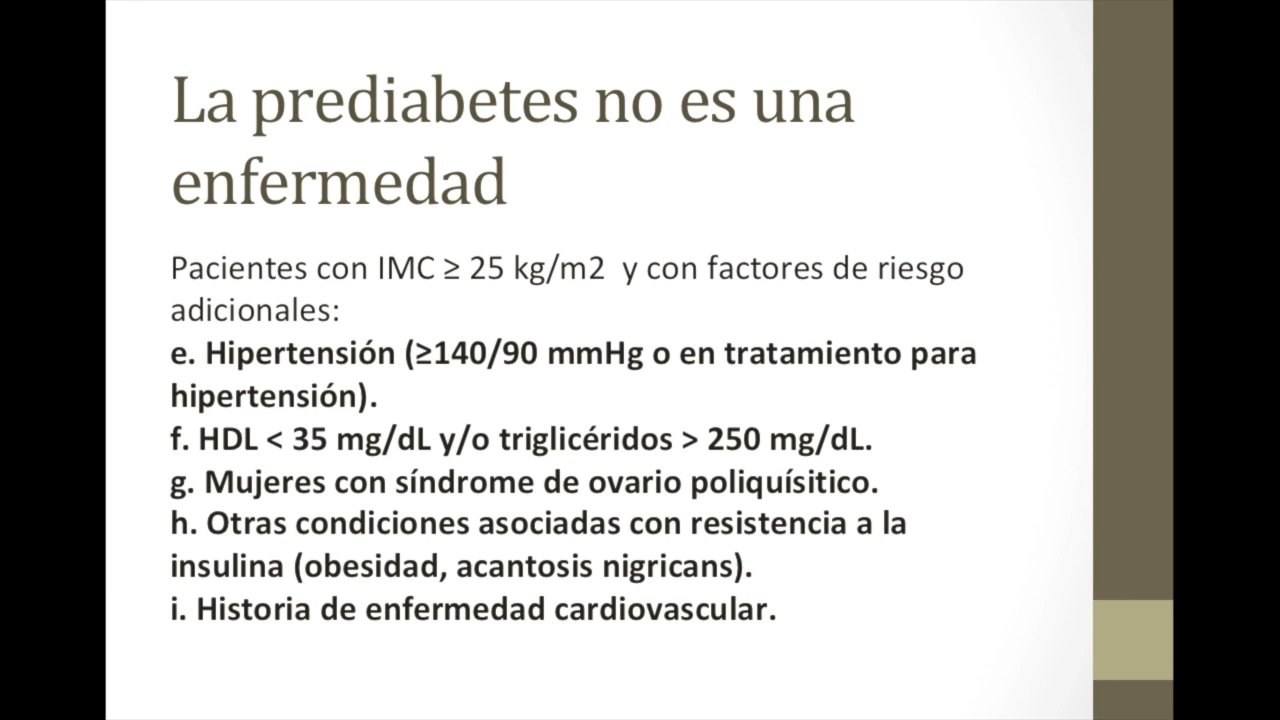 La prediabetes no es una
enfermedad
Pacientes con IMC ≥ 25 kg/m2 y con factores de riesgo
adicionales:
e. Hipertensión (≥140/90 mmHg o en tratamiento para
hipertensión).
f. HDL < 35 mg/dL y/o triglicéridos > 250 mg/dL.
g. Mujeres con síndrome de ovario poliquísitico.
h. Otras condiciones asociadas con resistencia a la
insulina (obesidad, acantosis nigricans).
i. Historia de enfermedad cardiovascular.